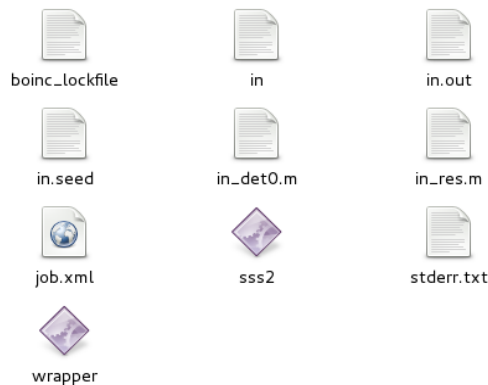 boinc_lockfile in in.out
in.seed in_det0.m in_res.m
job.xml sss2 stderr.txt
wrapper